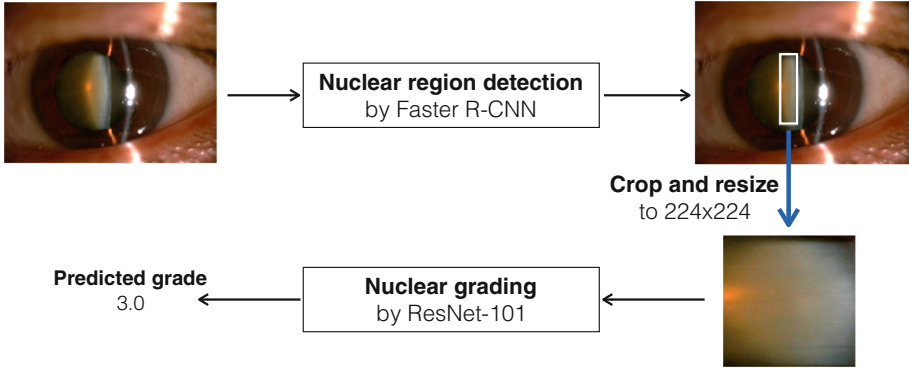 Nuclear region detection
by Faster R-CNN
Crop and resize
to 224x224
Nuclear grading
by ResNet-101
Predicted grade
3.0